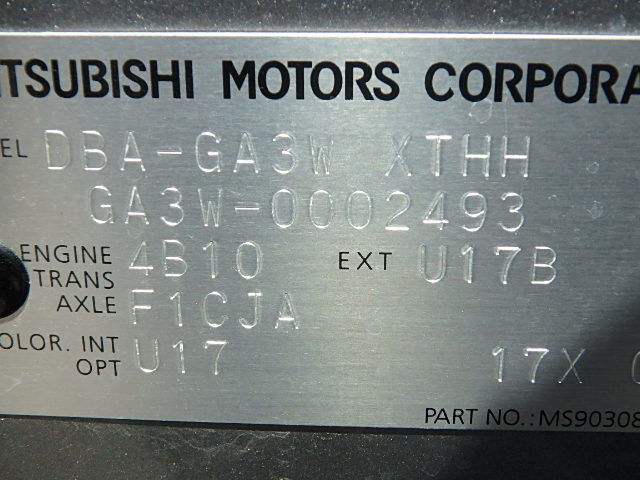 ITSUBISHI MOTORS CORPORA
EL DBA-GA3W XTHH
GA3W-0002493
ENGINE 4B10 EXT U17B
TRANS
AXLE F1CJA
OLOR. INT U17
OPT 17X
PART NO.:MS90308